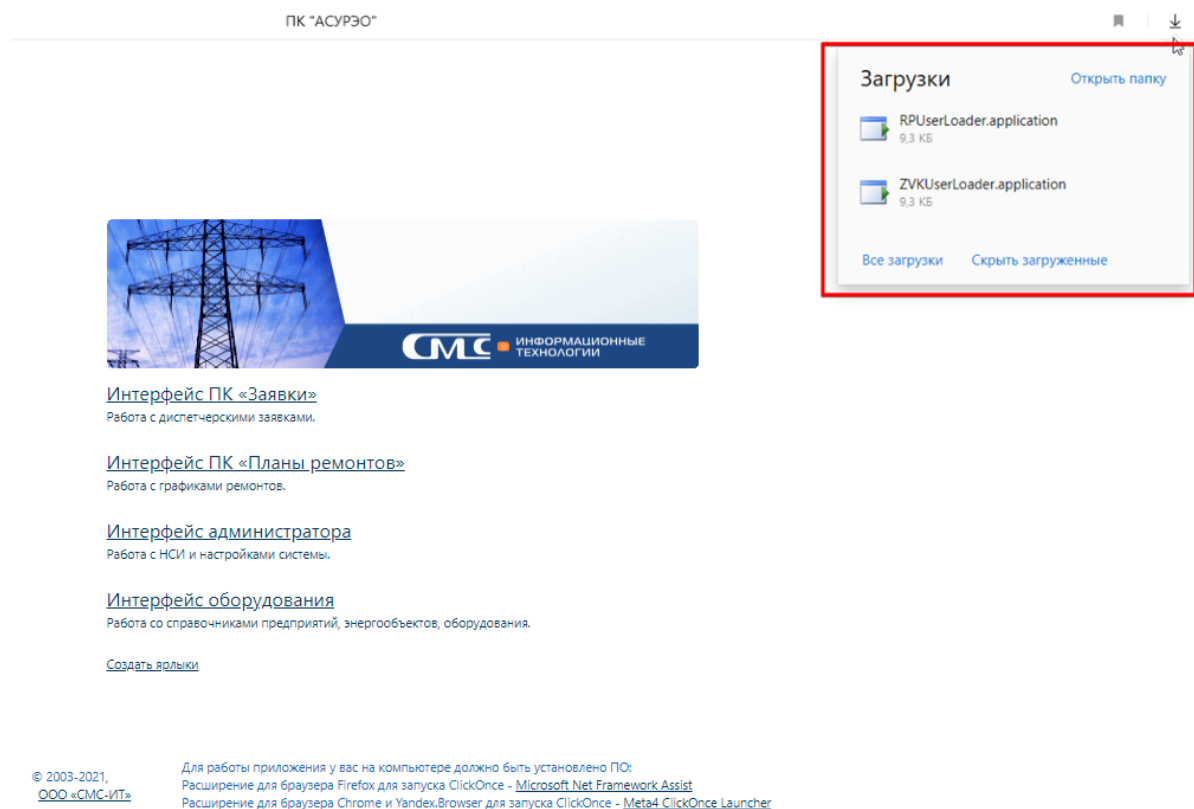 ПК "АСУРЭО"
Загрузки
Открыть папку
RPUserLoader.application
9,3 КБ
ZVKUserLoader.application
9,3 КБ
Все загрузки
Скрыть загруженные
СМС ИНФОРМАЦИОННЫЕ
ТЕХНОЛОГИИ
Интерфейс ПК «Заявки»
Работа с диспетчерскими заявками.
Интерфейс ПК «Планы ремонтов»
Работа с графиками ремонтов.
Интерфейс администратора
Работа с НСИ и настройками системы.
Интерфейс оборудования
Работа со справочниками предприятий, энергообъектов, оборудования.
Создать ярлыки
© 2003-2021,
ООО «СМС-ИТ»
Для работы приложения у вас на компьютере должно быть установлено ПО:
Расширение для браузера Firefox для запуска ClickOnce - Microsoft Net Framework Assist
Расширение для браузера Chrome и Yandex.Browser для запуска ClickOnce - Meta4 ClickOnce Launcher